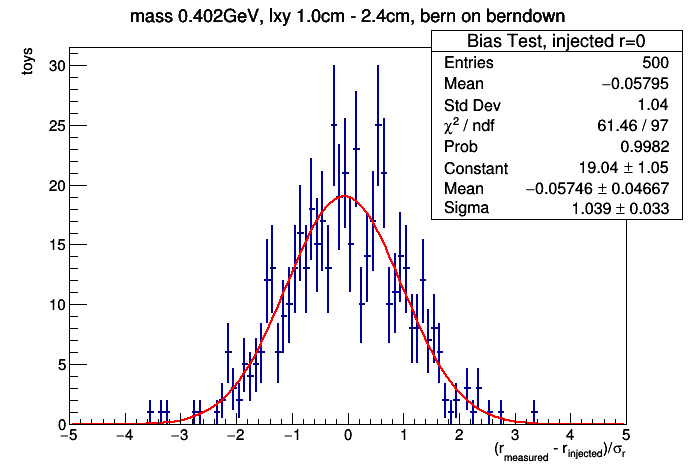 mass 0.402GeV, lxy 1.0cm - 2.4cm, bern on berndown
Bias Test, injected r=0
Entries 500
Mean −0.05795
Std Dev 1.04
χ² / ndf 61.46 / 97
Prob 0.9982
Constant 19.04 ± 1.05
Mean −0.05746 ± 0.04667
Sigma 1.039 ± 0.033
toys
30
25
20
15
10
5
0
−5 −4 −3 −2 −1 0 1 2 3 4 5
(r_measured - r_injected)/σ_r